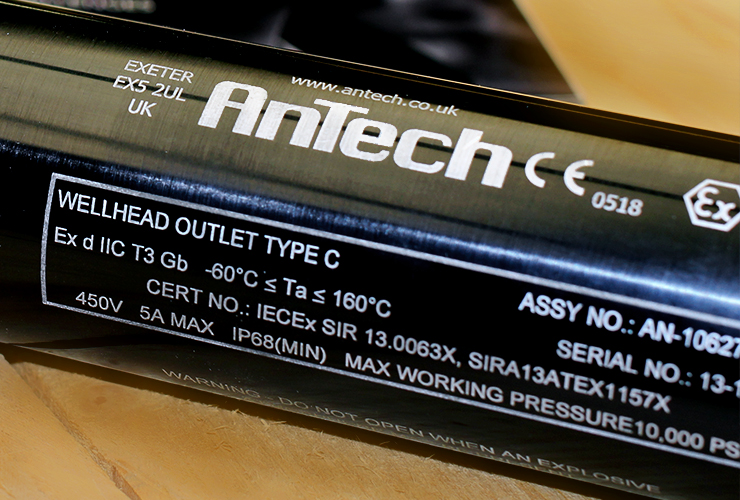 EXETER
EX5 2UL
UK
www.antech.co.uk
AnTech CE
0518
Ex
WELLHEAD OUTLET TYPE C
Ex d IIC T3 Gb -60°C ≤ Ta ≤ 160°C
ASSY NO.: AN-10627
CERT NO.: IECEx SIR 13.0063X, SIRA13ATEX1157X
SERIAL NO.: 13-1
450V 5A MAX IP68(MIN) MAX WORKING PRESSURE10,000 PS
WARNING - DO NOT OPEN WHEN AN EXPLOSIVE